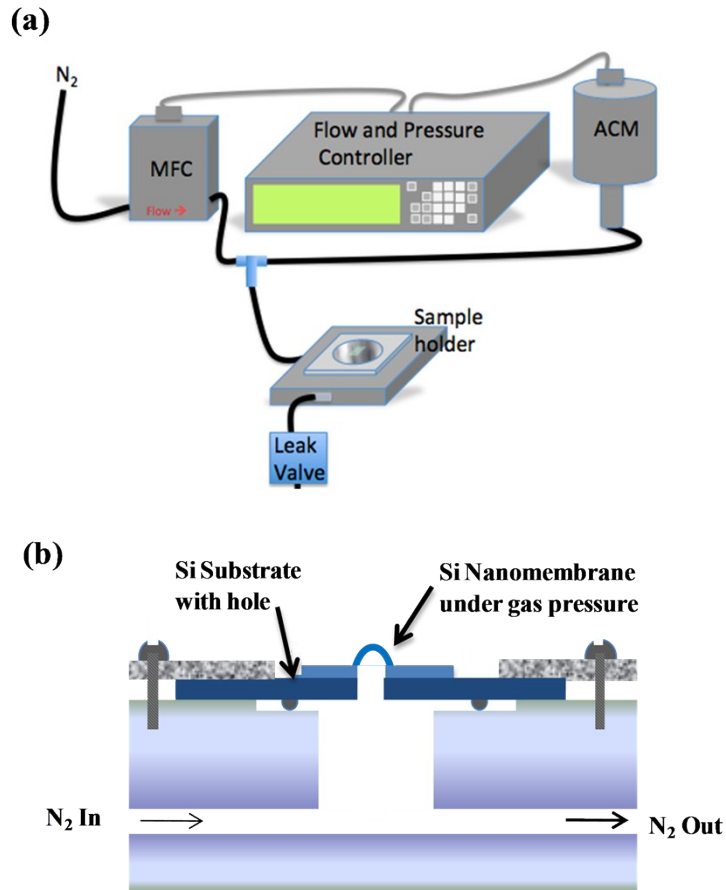 (a)
N₂
MFC
Flow →
Flow and Pressure
Controller
ACM
Sample
holder
Leak
Valve
(b)
Si Substrate
with hole
Si Nanomembrane
under gas pressure
N₂ In
N₂ Out